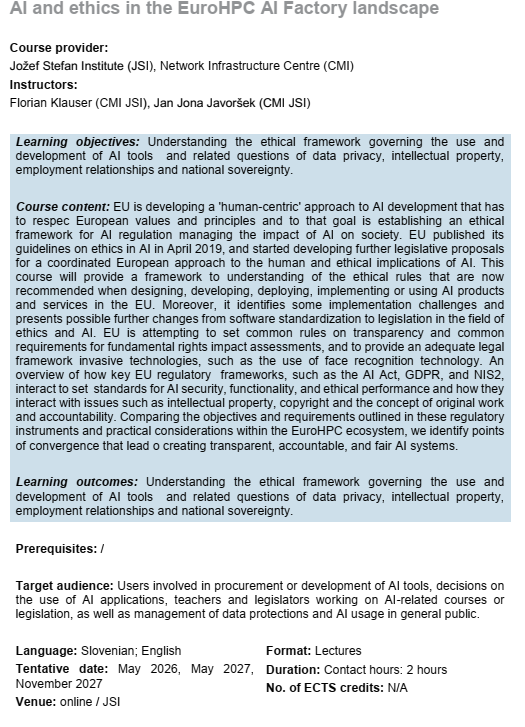 AI and ethics in the EuroHPC AI Factory landscape
Course provider:
Jožef Stefan Institute (JSI), Network Infrastructure Centre (CMI)
Instructors:
Florian Klauser (CMI JSI), Jan Jona Javoršek (CMI JSI)
Learning objectives: Understanding the ethical framework governing the use and
development of AI tools and related questions of data privacy, intellectual property,
employment relationships and national sovereignty.
Course content: EU is developing a 'human-centric' approach to AI development that has
to respec European values and principles and to that goal is establishing an ethical
framework for AI regulation managing the impact of AI on society. EU published its
guidelines on ethics in AI in April 2019, and started developing further legislative proposals
for a coordinated European approach to the human and ethical implications of AI. This
course will provide a framework to understanding of the ethical rules that are now
recommended when designing, developing, deploying, implementing or using AI products
and services in the EU. Moreover, it identifies some implementation challenges and
presents possible further changes from software standardization to legislation in the field of
ethics and AI. EU is attempting to set common rules on transparency and common
requirements for fundamental rights impact assessments, and to provide an adequate legal
framework invasive technologies, such as the use of face recognition technology. An
overview of how key EU regulatory frameworks, such as the AI Act, GDPR, and NIS2,
interact to set standards for AI security, functionality, and ethical performance and how they
interact with issues such as intellectual property, copyright and the concept of original work
and accountability. Comparing the objectives and requirements outlined in these regulatory
instruments and practical considerations within the EuroHPC ecosystem, we identify points
of convergence that lead o creating transparent, accountable, and fair AI systems.
Learning outcomes: Understanding the ethical framework governing the use and
development of AI tools and related questions of data privacy, intellectual property,
employment relationships and national sovereignty.
Prerequisites: /
Target audience: Users involved in procurement or development of AI tools, decisions on
the use of AI applications, teachers and legislators working on AI-related courses or
legislation, as well as management of data protections and AI usage in general public.
Language: Slovenian; English
Tentative date: May 2026, May 2027,
November 2027
Venue: online / JSI
Format: Lectures
Duration: Contact hours: 2 hours
No. of ECTS credits: N/A